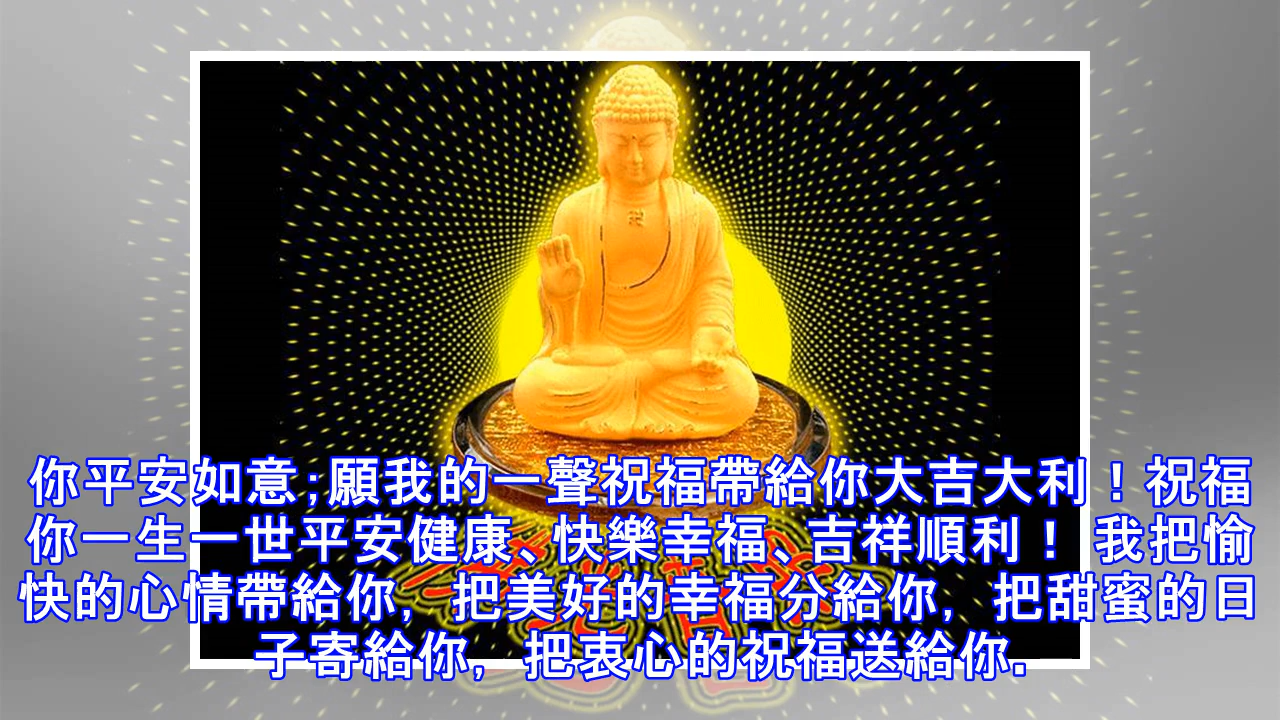 你平安如意;願我的一聲祝福帶給你大吉大利！祝福
你一生一世平安健康、快樂幸福、吉祥順利！ 我把愉
快的心情帶給你, 把美好的幸福分給你, 把甜蜜的日
子寄給你, 把衷心的祝福送給你.